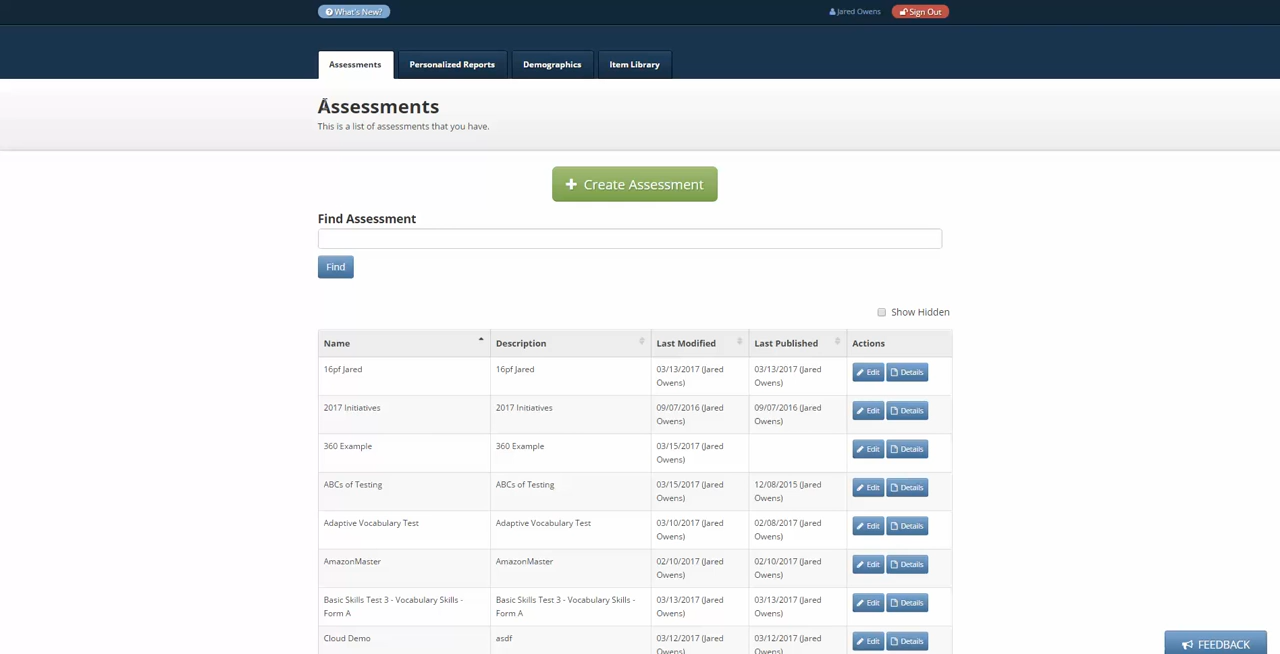 What's New?
Jared Owens
Sign Out
Assessments
Personalized Reports
Demographics
Item Library
Assessments
This is a list of assessments that you have.
Create Assessment
Find Assessment
Find
Show Hidden
Name Description Last Modified Last Published Actions
16pf Jared 16pf Jared 03/13/2017 (Jared 03/13/2017 (Jared Edit Details
Owens) Owens)
2017 Initiatives 2017 Initiatives 09/07/2016 (Jared 09/07/2016 (Jared Edit Details
Owens) Owens)
360 Example 360 Example 03/15/2017 (Jared Edit Details
Owens)
ABCs of Testing ABCs of Testing 03/15/2017 (Jared 12/08/2015 (Jared Edit Details
Owens) Owens)
Adaptive Vocabulary Test Adaptive Vocabulary Test 03/10/2017 (Jared 02/08/2017 (Jared Edit Details
Owens) Owens)
AmazonMaster AmazonMaster 02/10/2017 (Jared 02/10/2017 (Jared Edit Details
Owens) Owens)
Basic Skills Test 3 - Vocabulary Skills - Basic Skills Test 3 - Vocabulary Skills - 03/13/2017 (Jared 03/13/2017 (Jared Edit Details
Form A Form A Owens) Owens)
Cloud Demo asdf 03/12/2017 (Jared 03/12/2017 (Jared Edit Details
Owens) Owens)
FEEDBACK